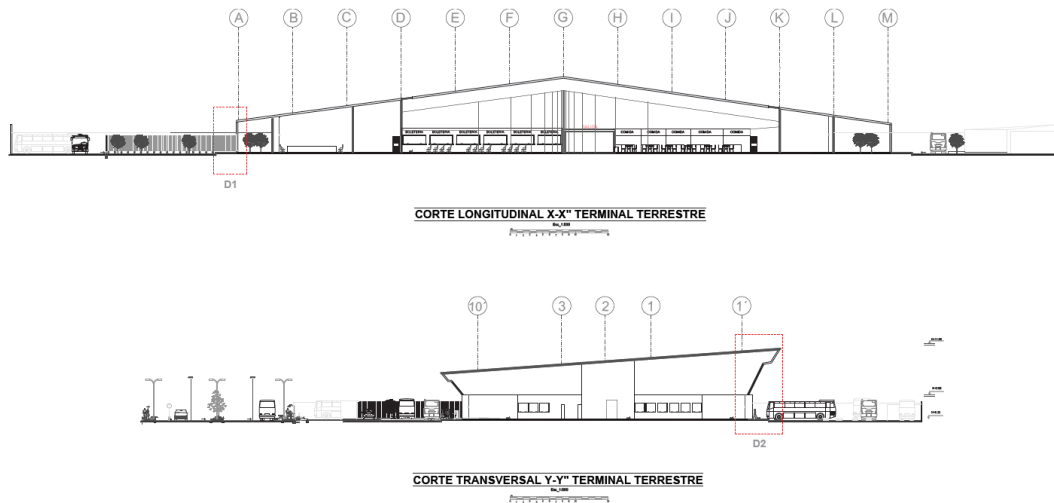 A B C D E F G H I J K L M
BOLETERIA BOLETERIA BOLETERIA BOLETERIA BOLETERIA BOLETERIA COMIDA COMIDA COMIDA COMIDA COMIDA
D1
CORTE LONGITUDINAL X-X" TERMINAL TERRESTRE
10´ 3 2 1 1´
D2
CORTE TRANSVERSAL Y-Y" TERMINAL TERRESTRE